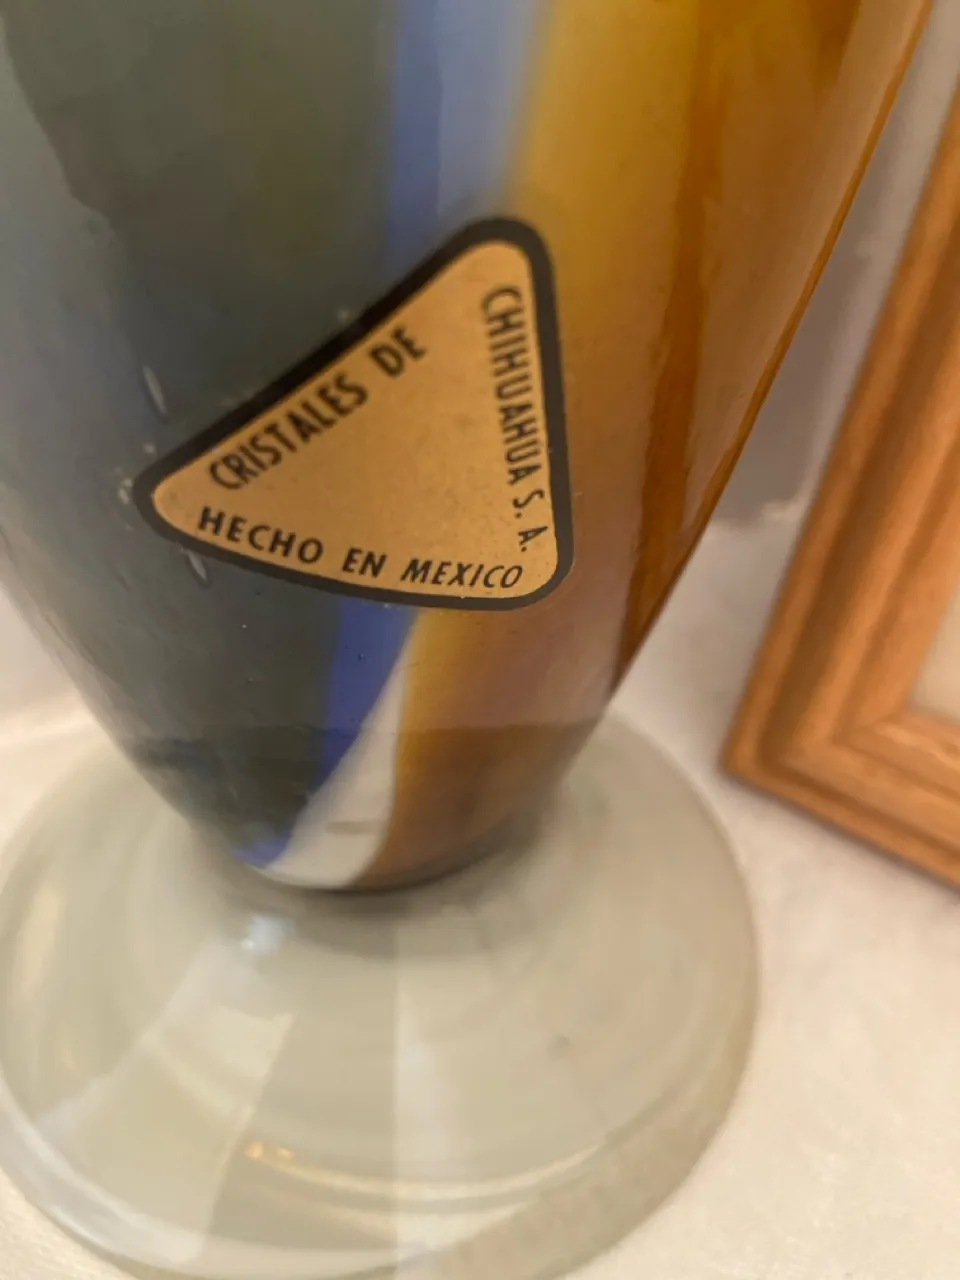 CRISTALES DE
CHIHUAHUA S. A.
HECHO EN MEXICO